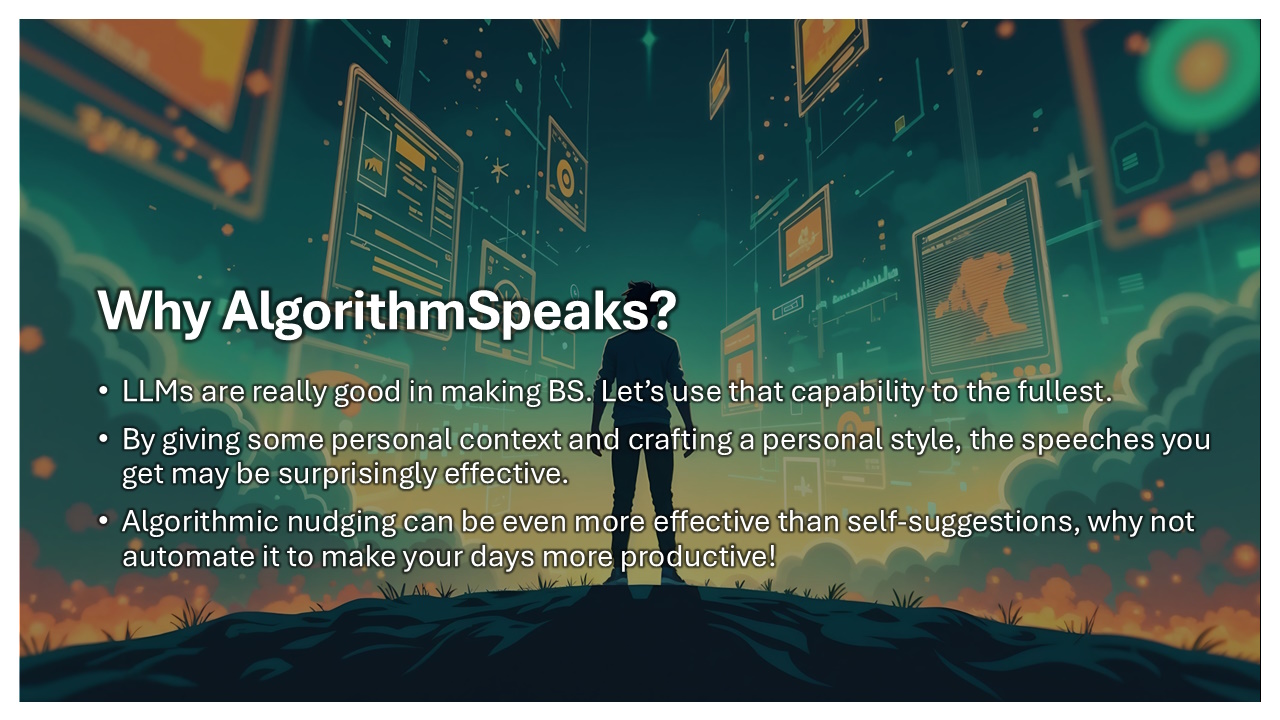 Why AlgorithmSpeaks?
• LLMs are really good in making BS. Let’s use that capability to the fullest.
• By giving some personal context and crafting a personal style, the speeches you
get may be surprisingly effective.
• Algorithmic nudging can be even more effective than self-suggestions, why not
automate it to make your days more productive!